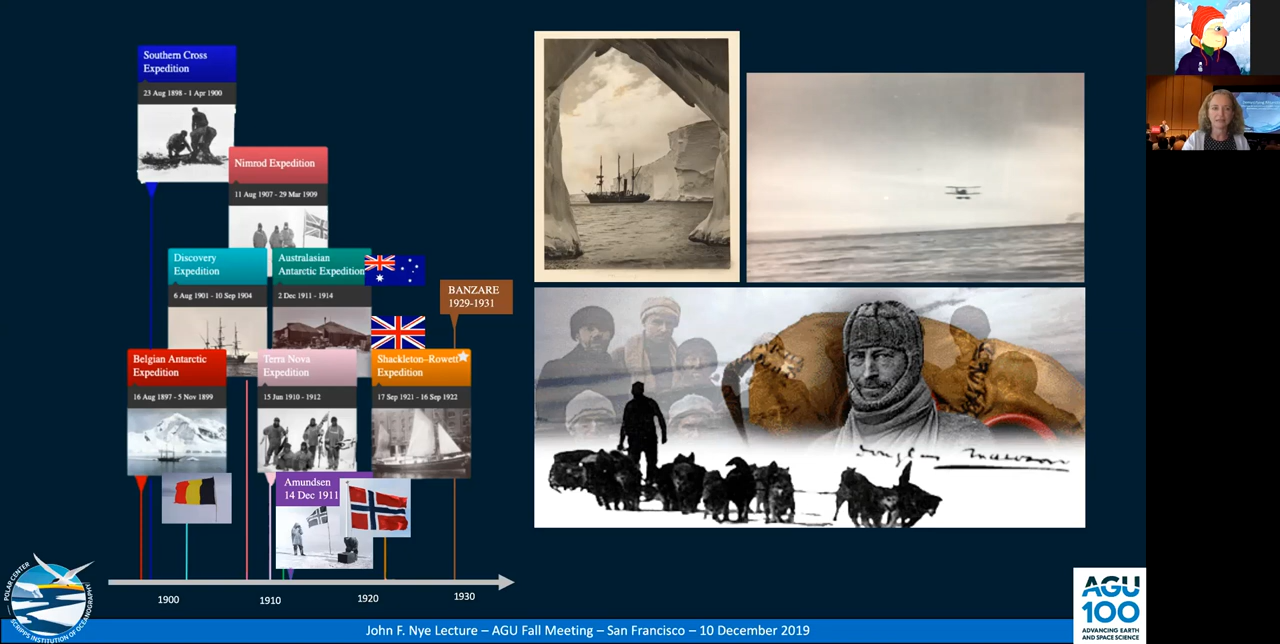 Southern Cross
Expedition
23 Aug 1898 - 1 Apr 1900
Nimrod Expedition
11 Aug 1907 - 29 Mar 1909
Discovery
Expedition
6 Aug 1901 - 10 Sep 1904
Australasian
Antarctic Expedition
2 Dec 1911 - 1914
BANZARE
1929-1931
Belgian Antarctic
Expedition
16 Aug 1897 - 5 Nov 1899
Terra Nova
Expedition
15 Jun 1910 - 1912
Shackleton–Rowett
Expedition
17 Sep 1921 - 16 Sep 1922
Amundsen
14 Dec 1911
Douglas Mawson
1900
1910
1920
1930
POLAR CENTER
SCRIPPS INSTITUTION OF OCEANOGRAPHY
John F. Nye Lecture – AGU Fall Meeting – San Francisco – 10 December 2019
AGU
100
ADVANCING EARTH
AND SPACE SCIENCE